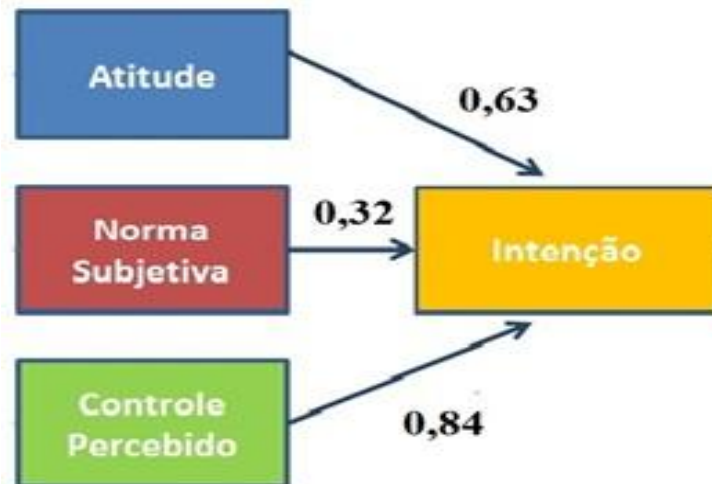 Atitude
0,63
Norma
Subjetiva
0,32
Intenção
Controle
Percebido
0,84